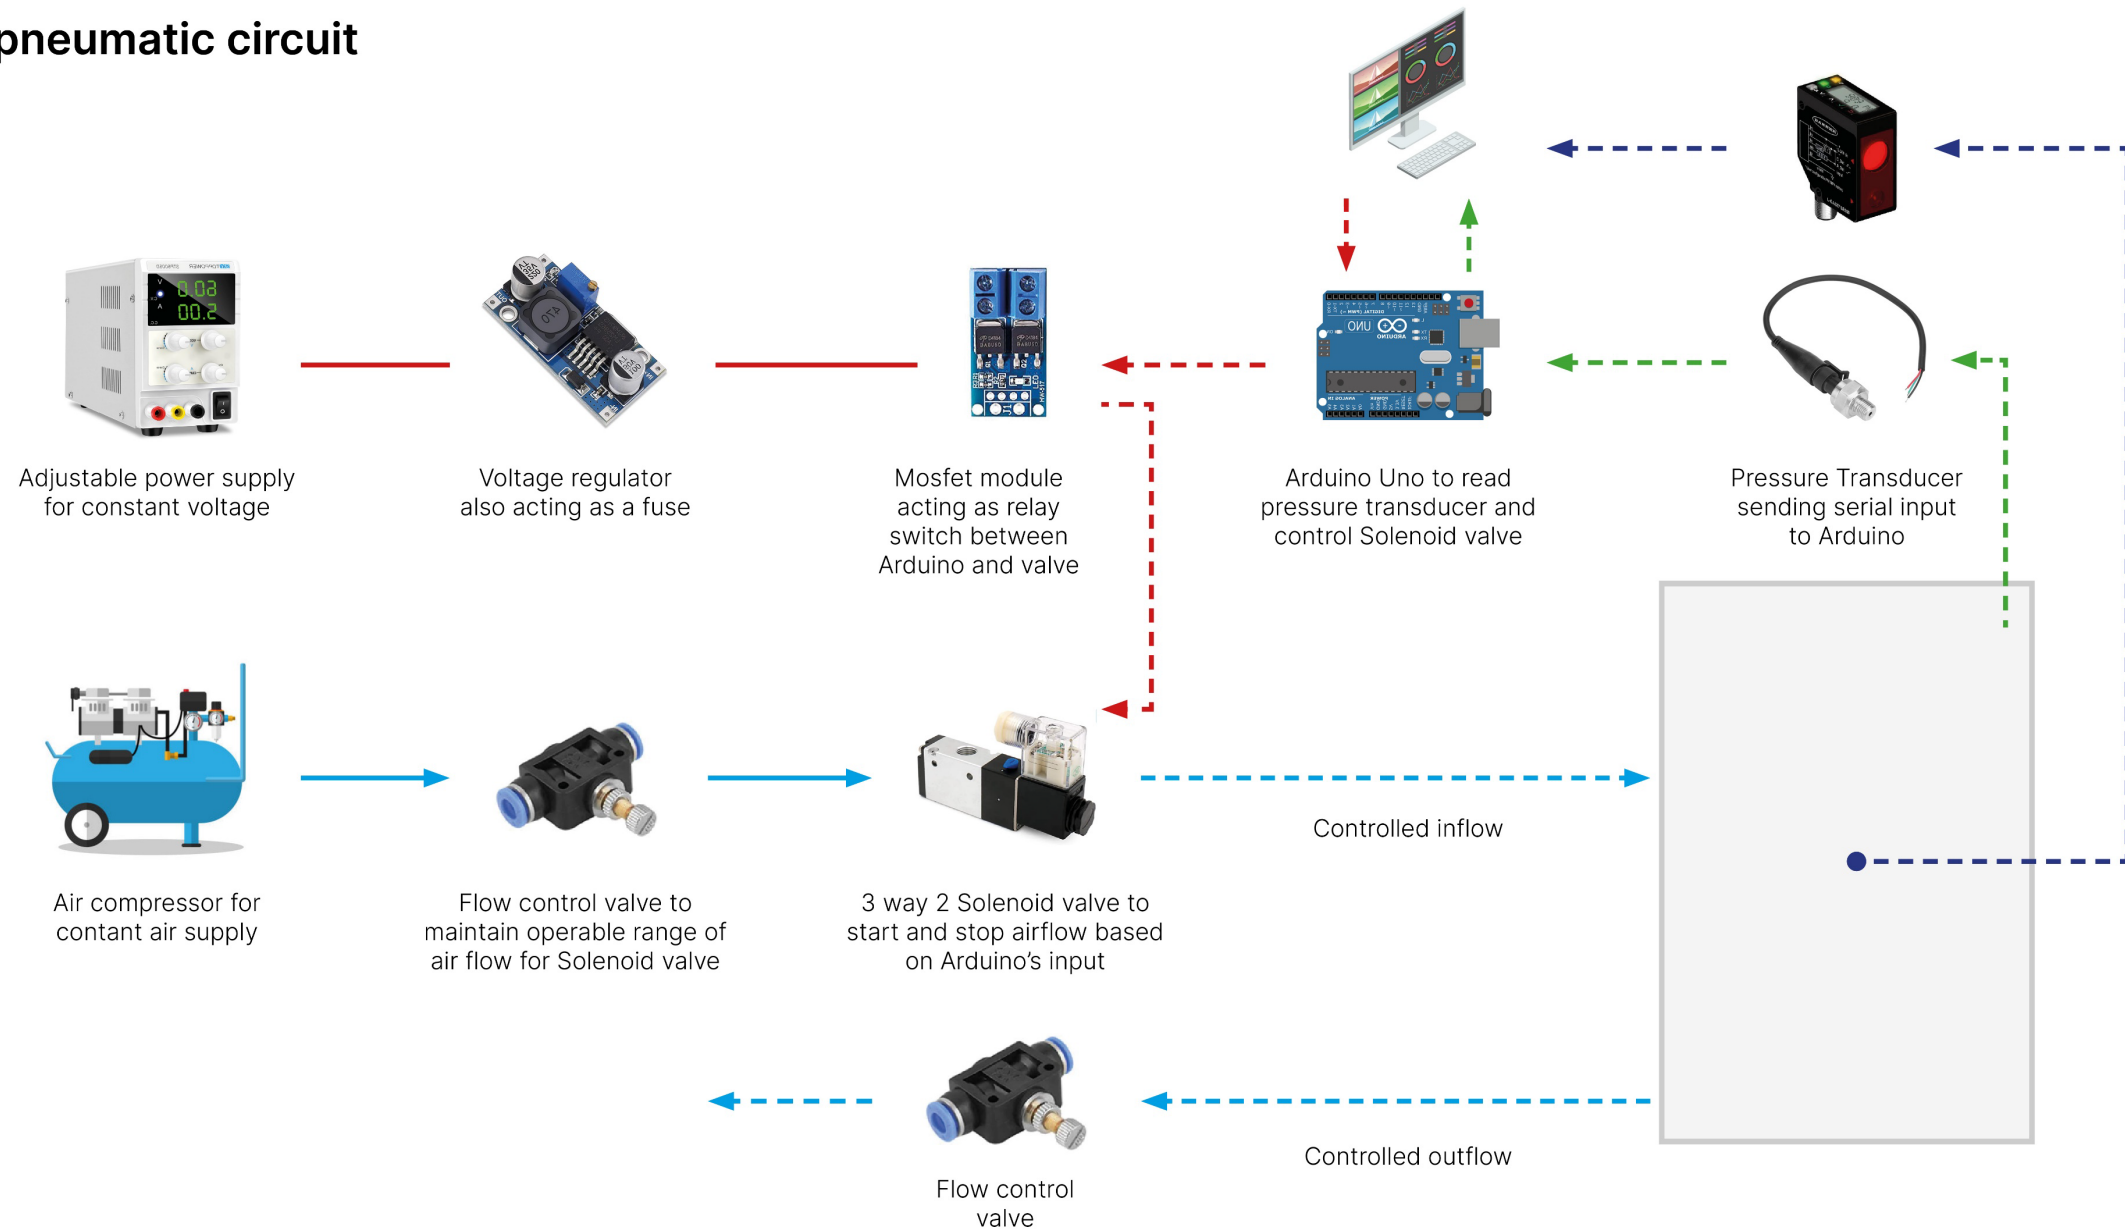 pneumatic circuit
Adjustable power supply
for constant voltage
Voltage regulator
also acting as a fuse
Mosfet module
acting as relay
switch between
Arduino and valve
Arduino Uno to read
pressure transducer and
control Solenoid valve
Pressure Transducer
sending serial input
to Arduino
Air compressor for
contant air supply
Flow control valve to
maintain operable range of
air flow for Solenoid valve
3 way 2 Solenoid valve to
start and stop airflow based
on Arduino’s input
Controlled inflow
Controlled outflow
Flow control
valve